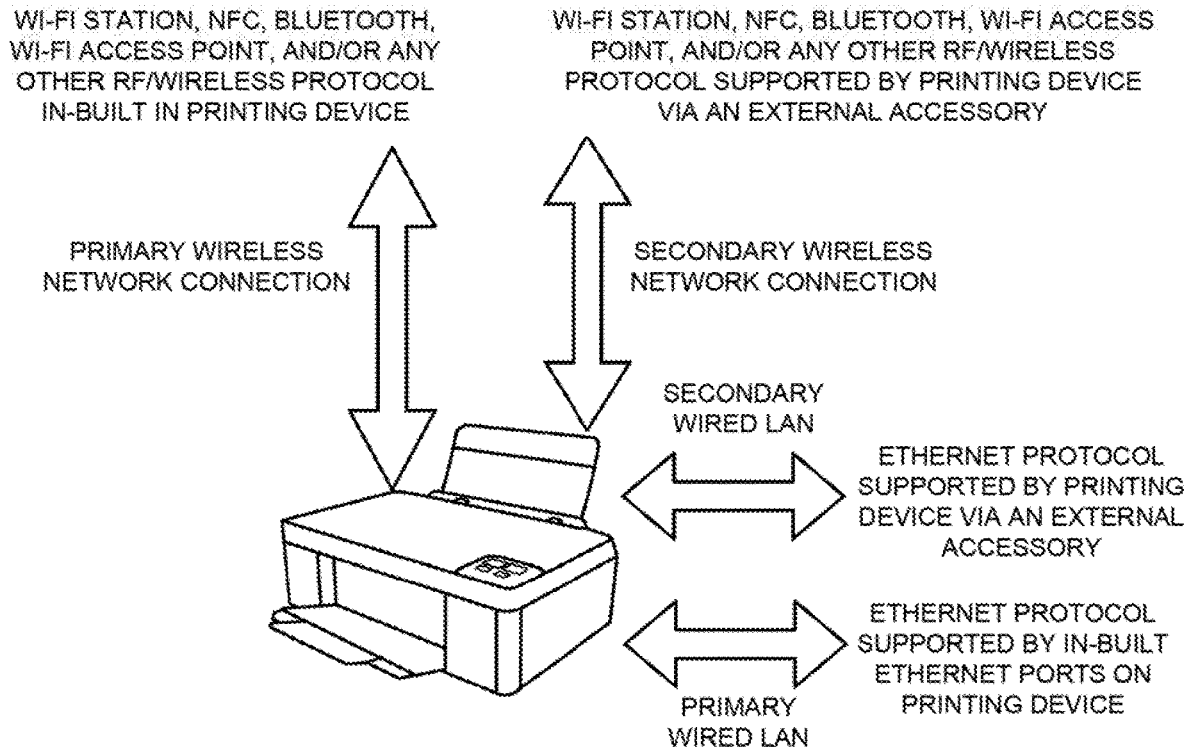 WI-FI STATION, NFC, BLUETOOTH,
WI-FI ACCESS POINT, AND/OR ANY
OTHER RF/WIRELESS PROTOCOL
IN-BUILT IN PRINTING DEVICE
WI-FI STATION, NFC, BLUETOOTH, WI-FI ACCESS
POINT, AND/OR ANY OTHER RF/WIRELESS
PROTOCOL SUPPORTED BY PRINTING DEVICE
VIA AN EXTERNAL ACCESSORY
PRIMARY WIRELESS
NETWORK CONNECTION
SECONDARY WIRELESS
NETWORK CONNECTION
SECONDARY
WIRED LAN
ETHERNET PROTOCOL
SUPPORTED BY PRINTING
DEVICE VIA AN EXTERNAL
ACCESSORY
ETHERNET PROTOCOL
SUPPORTED BY IN-BUILT
ETHERNET PORTS ON
PRINTING DEVICE
PRIMARY
WIRED LAN